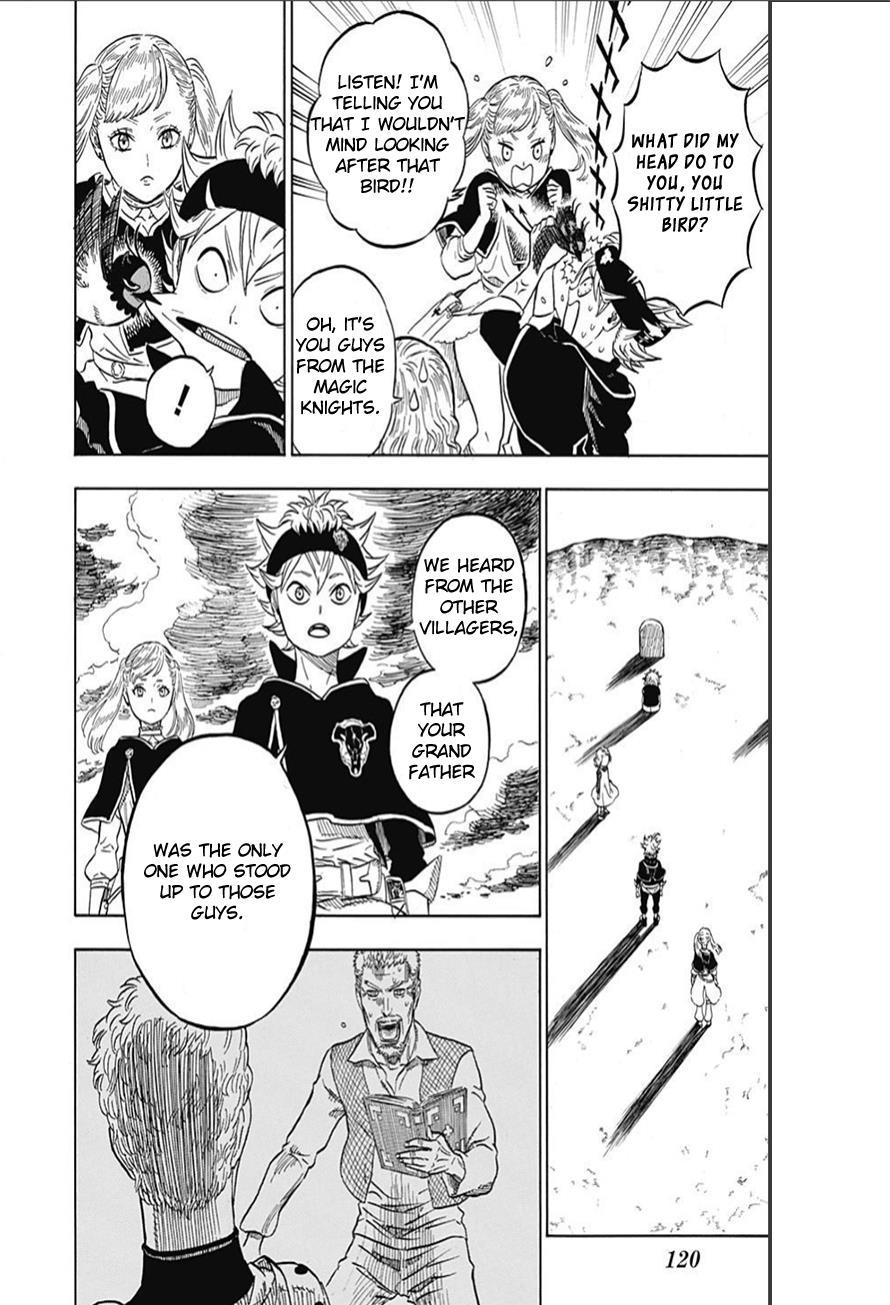 WHAT DID MY
HEAD DO TO
YOU, YOU
SHITTY LITTLE
BIRD?
LISTEN! I'M
TELLING YOU
THAT I WOULDN'T
MIND LOOKING
AFTER THAT
BIRD!!
OH, IT'S
YOU GUYS
FROM THE
MAGIC
KNIGHTS.
!
WE HEARD
FROM THE
OTHER
VILLAGERS,
THAT
YOUR
GRAND
FATHER
WAS THE ONLY
ONE WHO STOOD
UP TO THOSE
GUYS.
120